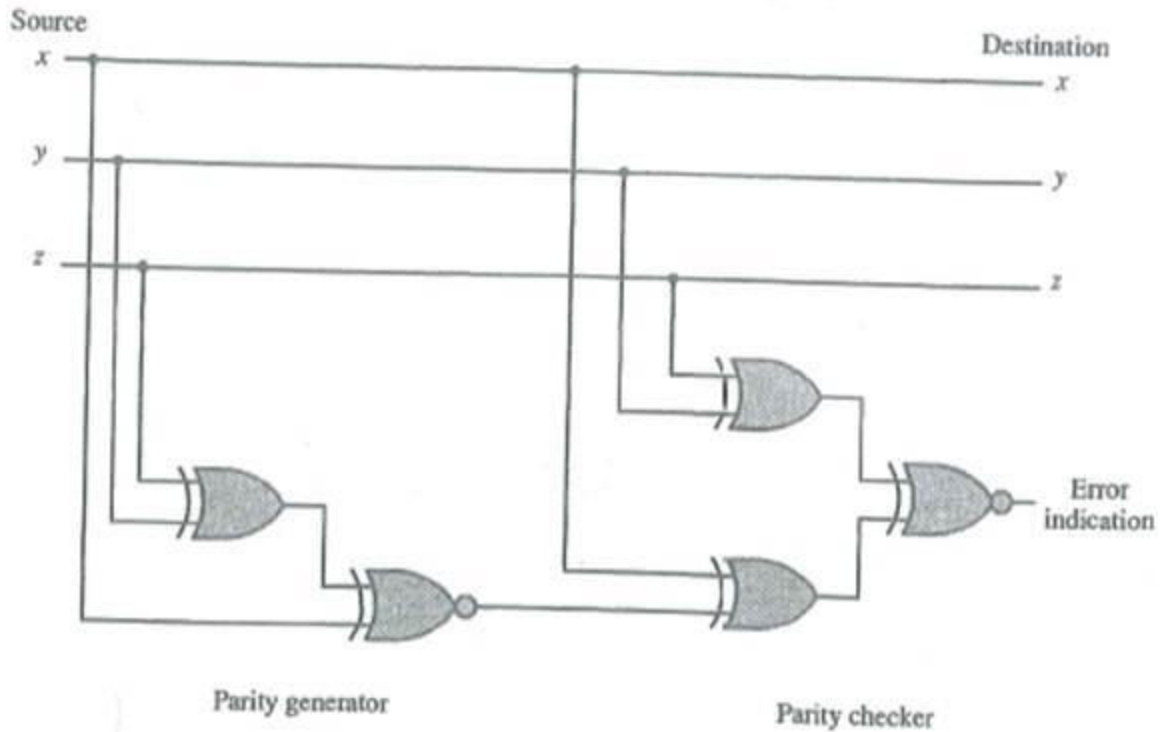 Source
Destination
x
x
y
y
z
z
Error
indication
Parity generator
Parity checker